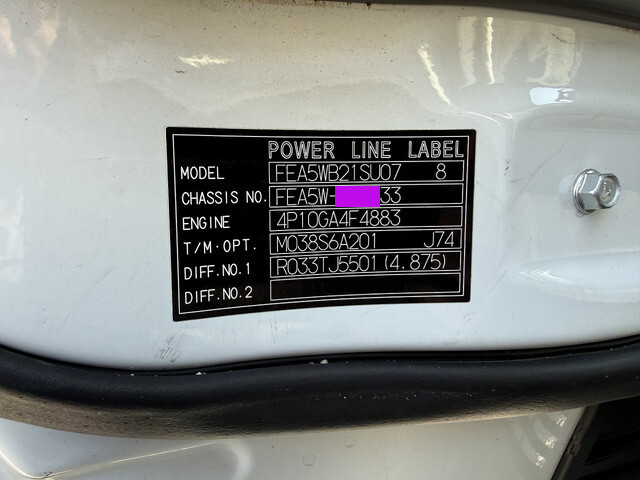 POWER LINE LABEL
MODEL FEA5WB21SU07 8
CHASSIS NO. FEA5W- 33
ENGINE 4P10GA4F4883
T/M·OPT. M038S6A201 J74
DIFF.NO.1 R033TJ5501(4.875)
DIFF.NO.2